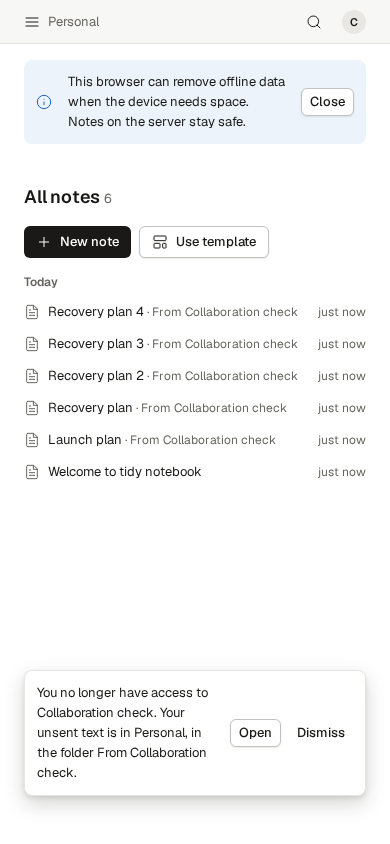 Personal
C
This browser can remove offline data
when the device needs space.
Notes on the server stay safe.
Close
All notes 6
New note
Use template
Today
Recovery plan 4 · From Collaboration check just now
Recovery plan 3 · From Collaboration check just now
Recovery plan 2 · From Collaboration check just now
Recovery plan · From Collaboration check just now
Launch plan · From Collaboration check just now
Welcome to tidy notebook just now
You no longer have access to
Collaboration check. Your
unsent text is in Personal, in
the folder From Collaboration
check.
Open
Dismiss